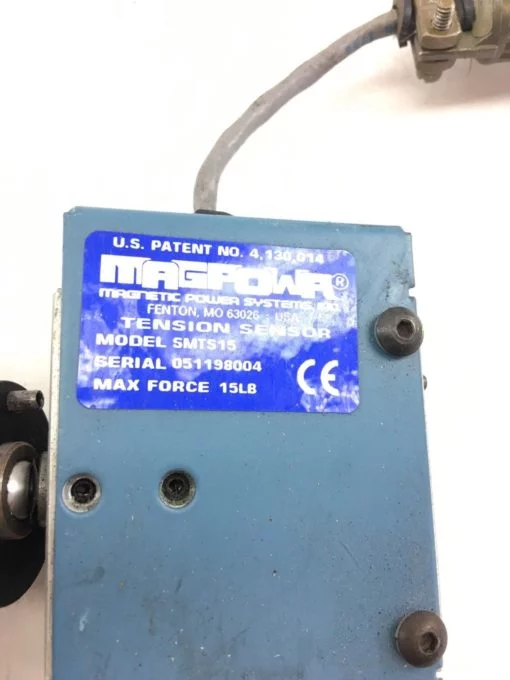 U.S. PATENT NO. 4,130,014
MAGPOWR®
MAGNETIC POWER SYSTEMS, INC.
FENTON, MO 63026 - USA
TENSION SENSOR
MODEL SMTS15
SERIAL 051198004
MAX FORCE 15LB
CE